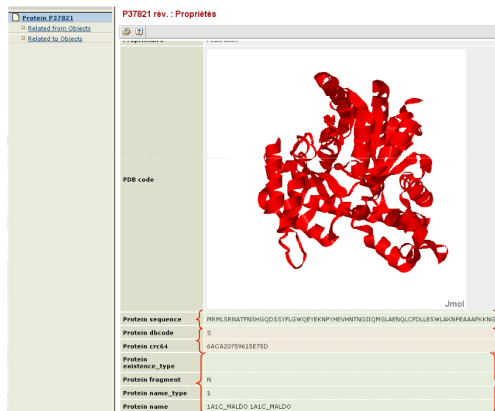 Protein P37821
Related from Objects
Related to Objects
P37821 rév. : Propriétés
PDB code
Jmol
Protein sequence MRMLSRNATFNSHGQDSSYFLGWQEYEKNPYHEVHNTNGIIQMGLAENQLCFDLLESWLAKNPEAAAFKKNG
Protein dbcode S
Protein crc64 6ACA20759615E75D
Protein
existence_type
Protein fragment N
Protein name_type 1
Protein name 1A1C_MALDO 1A1C_MALDO